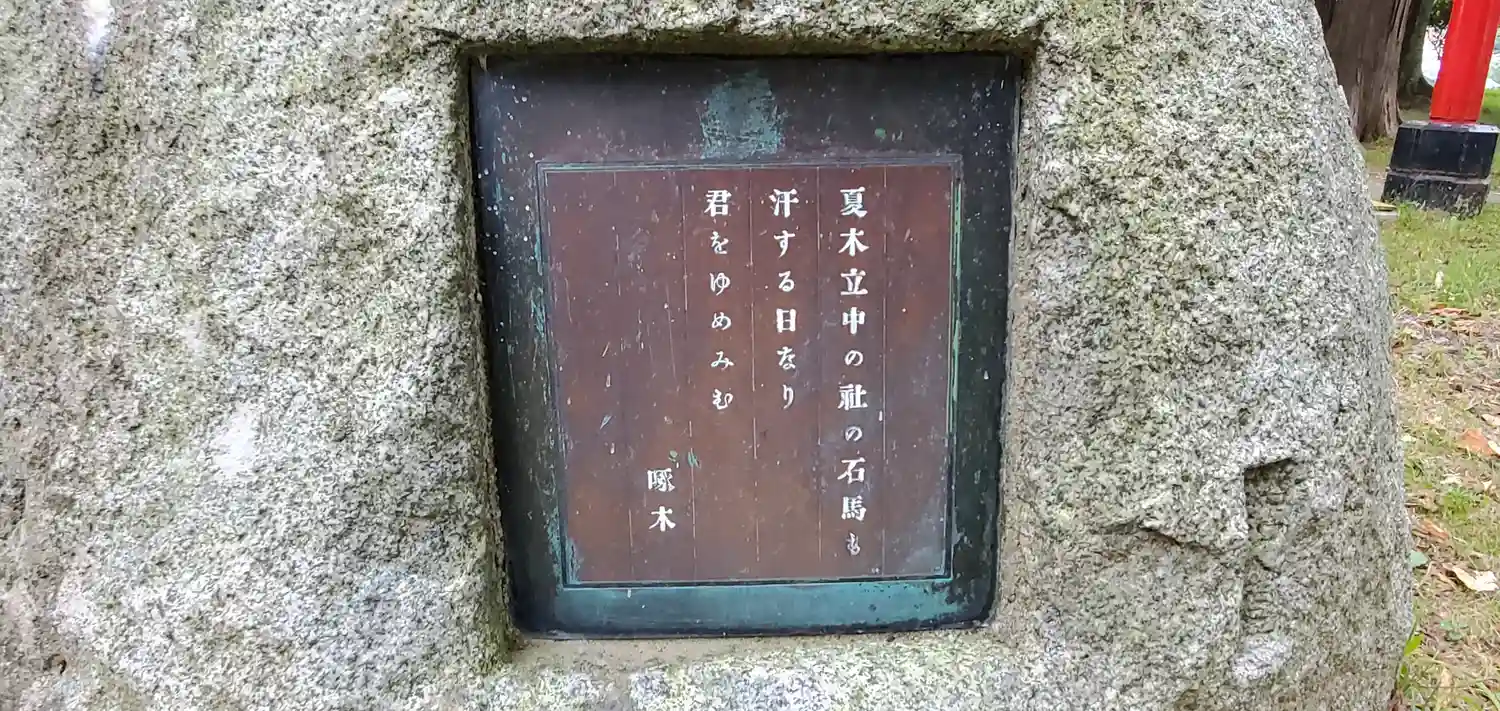 夏木立中の社の石馬も
汗する日なり
君をゆめみむ
啄木